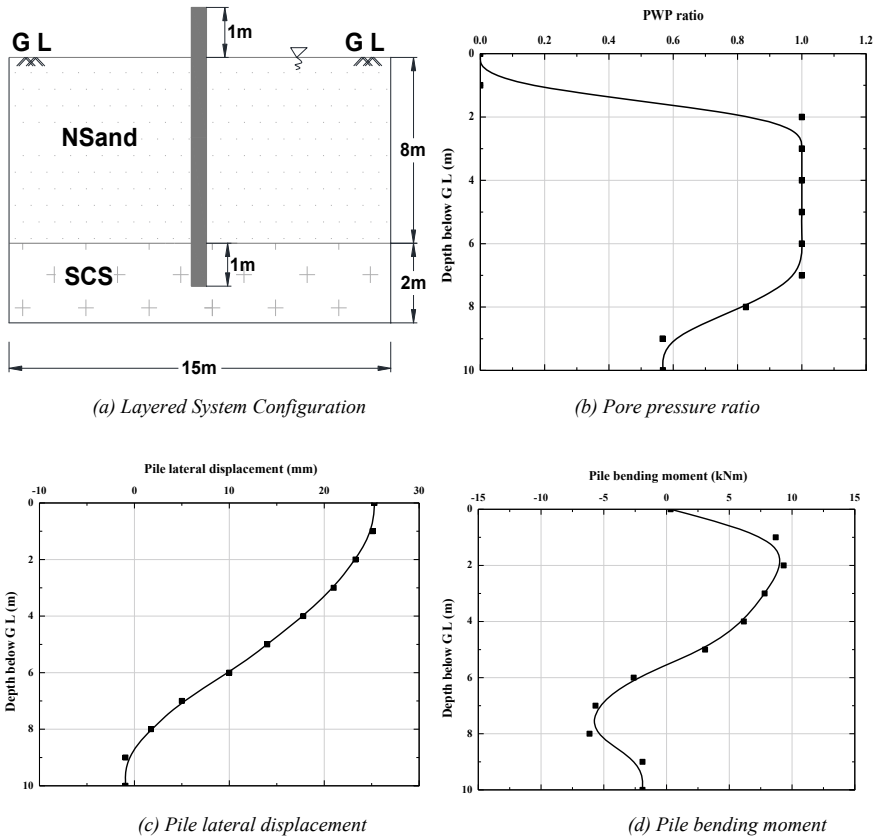 1m
G L G L
NSand
8m
1m
SCS
2m
15m
(a) Layered System Configuration
PWP ratio
0.0 0.2 0.4 0.6 0.8 1.0 1.2
0
2
4
6
8
10
Depth below G L (m)
(b) Pore pressure ratio
Pile lateral displacement (mm)
-10 0 10 20 30
0
2
4
6
8
10
Depth below G L (m)
(c) Pile lateral displacement
Pile bending moment (kNm)
-15 -10 -5 0 5 10 15
0
2
4
6
8
10
Depth below G L (m)
(d) Pile bending moment